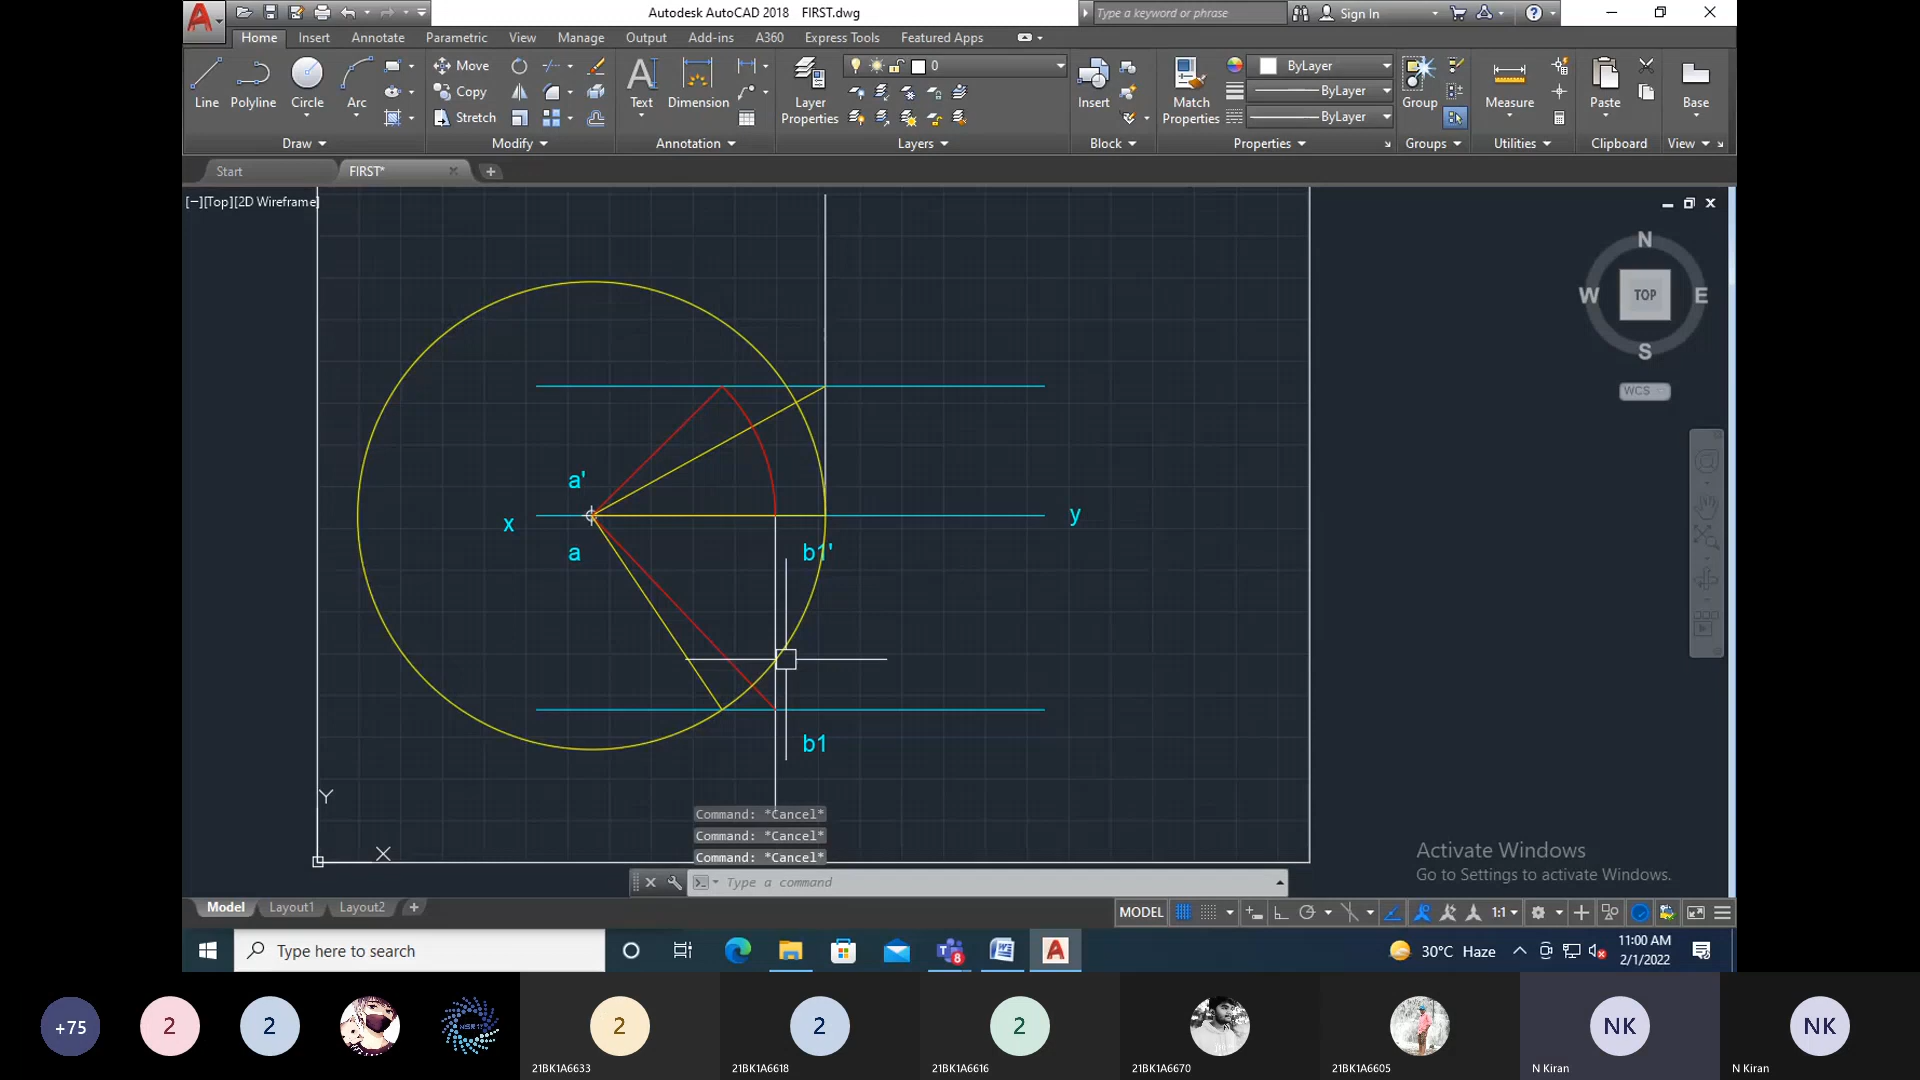 Autodesk AutoCAD 2018 FIRST.dwg
Type a keyword or phrase
Sign In
Home Insert Annotate Parametric View Manage Output Add-ins A360 Express Tools Featured Apps
Line Polyline Circle Arc
Move
Copy
Stretch
Text Dimension
Layer
Properties
0
Insert
Match
Properties
ByLayer
ByLayer
ByLayer
Group
Measure
Paste
Base
Draw Modify Annotation Layers Block Properties Groups Utilities Clipboard View
Start FIRST*
[−][Top][2D Wireframe]
N
W TOP E
S
WCS
a'
x y
a
b1'
b1
Y
X
Command: *Cancel*
Command: *Cancel*
Command: *Cancel*
Type a command
Activate Windows
Go to Settings to activate Windows.
Model Layout1 Layout2 +
MODEL 1:1
Type here to search
8
30°C Haze
11:00 AM
2/1/2022
+75
2
2
NSR
2
21BK1A6633
2
21BK1A6618
2
21BK1A6616
21BK1A6670
21BK1A6605
NK
N Kiran
NK
N Kiran